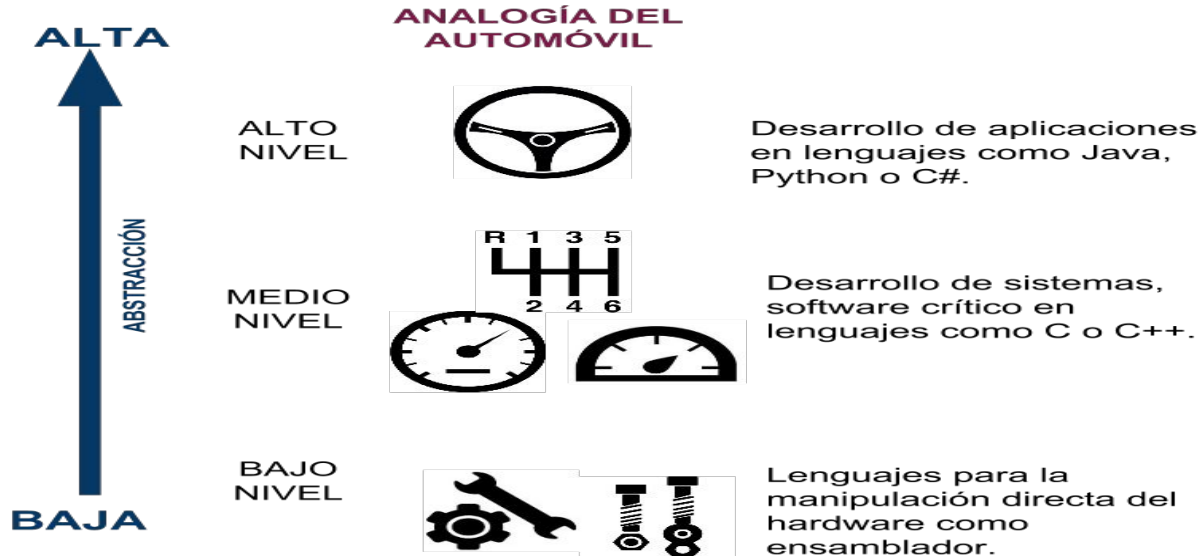 ALTA
ANALOGÍA DEL
AUTOMÓVIL
ABSTRACCIÓN
ALTO
NIVEL
Desarrollo de aplicaciones
en lenguajes como Java,
Python o C#.
R 1 3 5
2 4 6
MEDIO
NIVEL
Desarrollo de sistemas,
software crítico en
lenguajes como C o C++.
BAJO
NIVEL
Lenguajes para la
manipulación directa del
hardware como
ensamblador.
BAJA